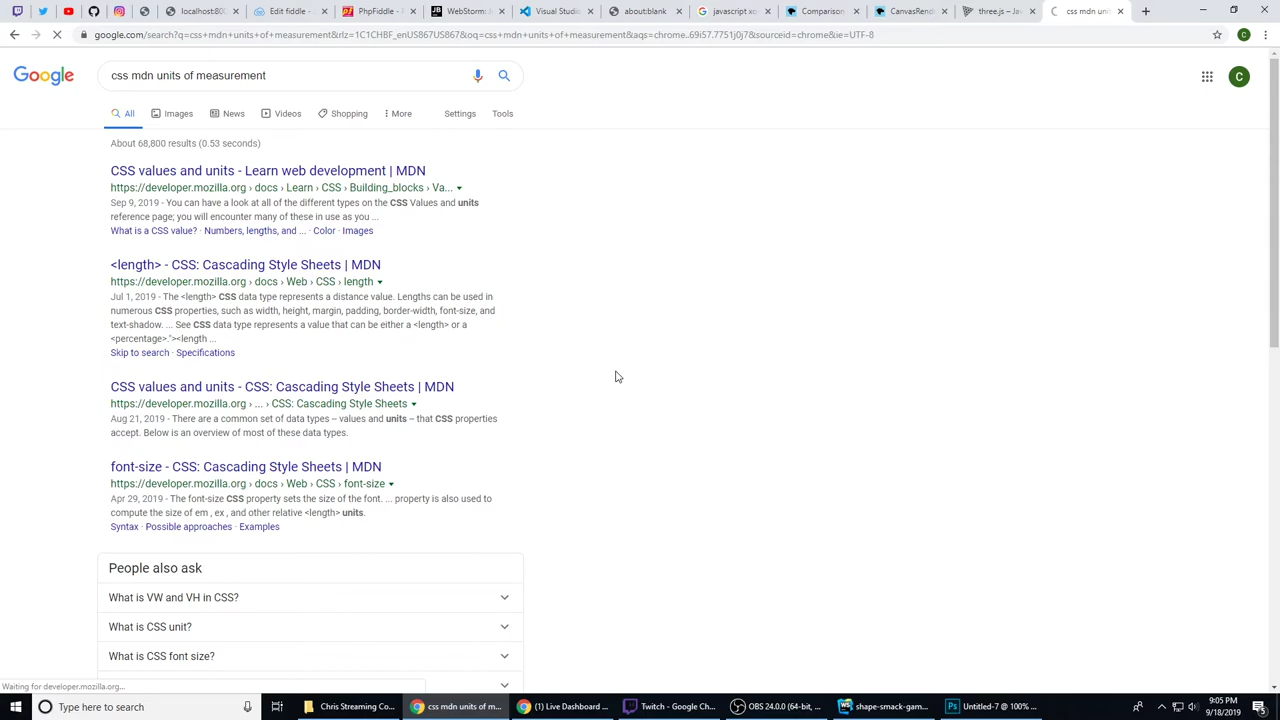 localhost:80
Edit fiddle -
PhpFiddle -
WebStorm:
Visual Studio
about:blank
javascript xo
Comparison
CanvasRende
three.js – Jav
css mdn unit
google.com/search?q=css+mdn+units+of+measurement&rlz=1C1CHBF_enUS867US867&oq=css+mdn+units+of+measurement&aqs=chrome..69i57.7751j0j7&sourceid=chrome&ie=UTF-8
C
Google
css mdn units of measurement
C
All Images News Videos Shopping More Settings Tools
About 68,800 results (0.53 seconds)
CSS values and units - Learn web development | MDN
https://developer.mozilla.org › docs › Learn › CSS › Building_blocks › Va...
Sep 9, 2019 - You can have a look at all of the different types on the CSS Values and units
reference page; you will encounter many of these in use as you ...
What is a CSS value? · Numbers, lengths, and ... · Color · Images
<length> - CSS: Cascading Style Sheets | MDN
https://developer.mozilla.org › docs › Web › CSS › length
Jul 1, 2019 - The <length> CSS data type represents a distance value. Lengths can be used in
numerous CSS properties, such as width, height, margin, padding, border-width, font-size, and
text-shadow. ... See CSS data type represents a value that can be either a <length> or a
<percentage>."><length ...
Skip to search · Specifications
CSS values and units - CSS: Cascading Style Sheets | MDN
https://developer.mozilla.org › ... › CSS: Cascading Style Sheets
Aug 21, 2019 - There are a common set of data types -- values and units -- that CSS properties
accept. Below is an overview of most of these data types.
font-size - CSS: Cascading Style Sheets | MDN
https://developer.mozilla.org › docs › Web › CSS › font-size
Apr 29, 2019 - The font-size CSS property sets the size of the font. ... property is also used to
compute the size of em , ex , and other relative <length> units.
Syntax · Possible approaches · Examples
People also ask
What is VW and VH in CSS?
What is CSS unit?
What is CSS font size?
Waiting for developer.mozilla.org...
Type here to search
Chris Streaming Co...
css mdn units of m...
(1) Live Dashboard ...
Twitch - Google Ch...
OBS 24.0.0 (64-bit, ...
shape-smack-gam...
Untitled-7 @ 100% ...
9:05 PM
9/18/2019